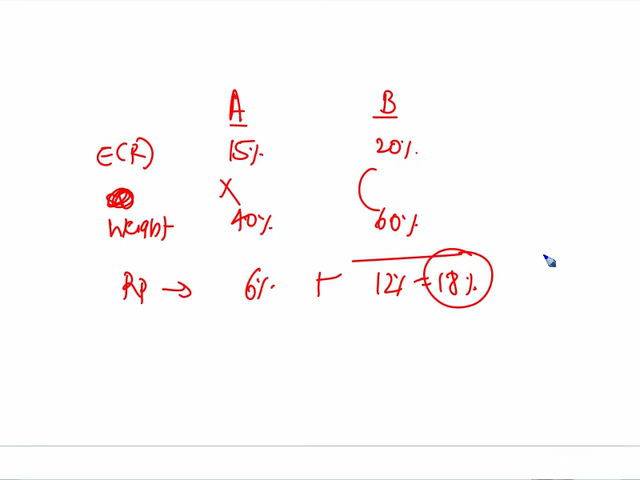 A B
E(R) 15% 20%
X (
Weight 40% 60%
Rp → 6% + 12% = 18%